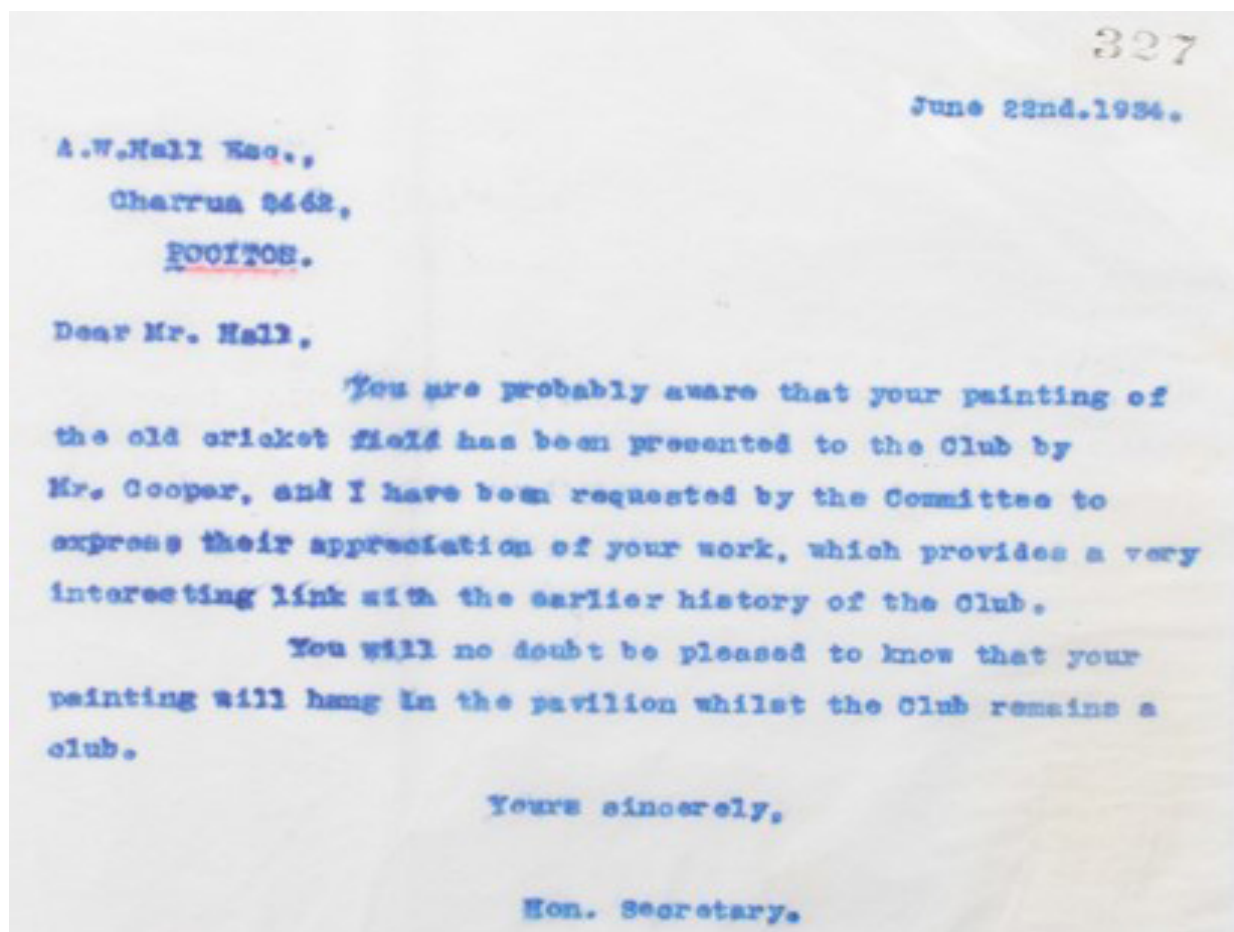 327
June 22nd.1934.
A.W.Hall Esq.,
Charrua 2462,
POCITOS.
Dear Mr. Hall,
You are probably aware that your painting of
the old cricket field has been presented to the Club by
Mr. Cooper, and I have been requested by the Committee to
express their appreciation of your work, which provides a very
interesting link with the earlier history of the Club.
You will no doubt be pleased to know that your
painting will hang in the pavilion whilst the Club remains a
club.
Yours sincerely,
Hon. Secretary.